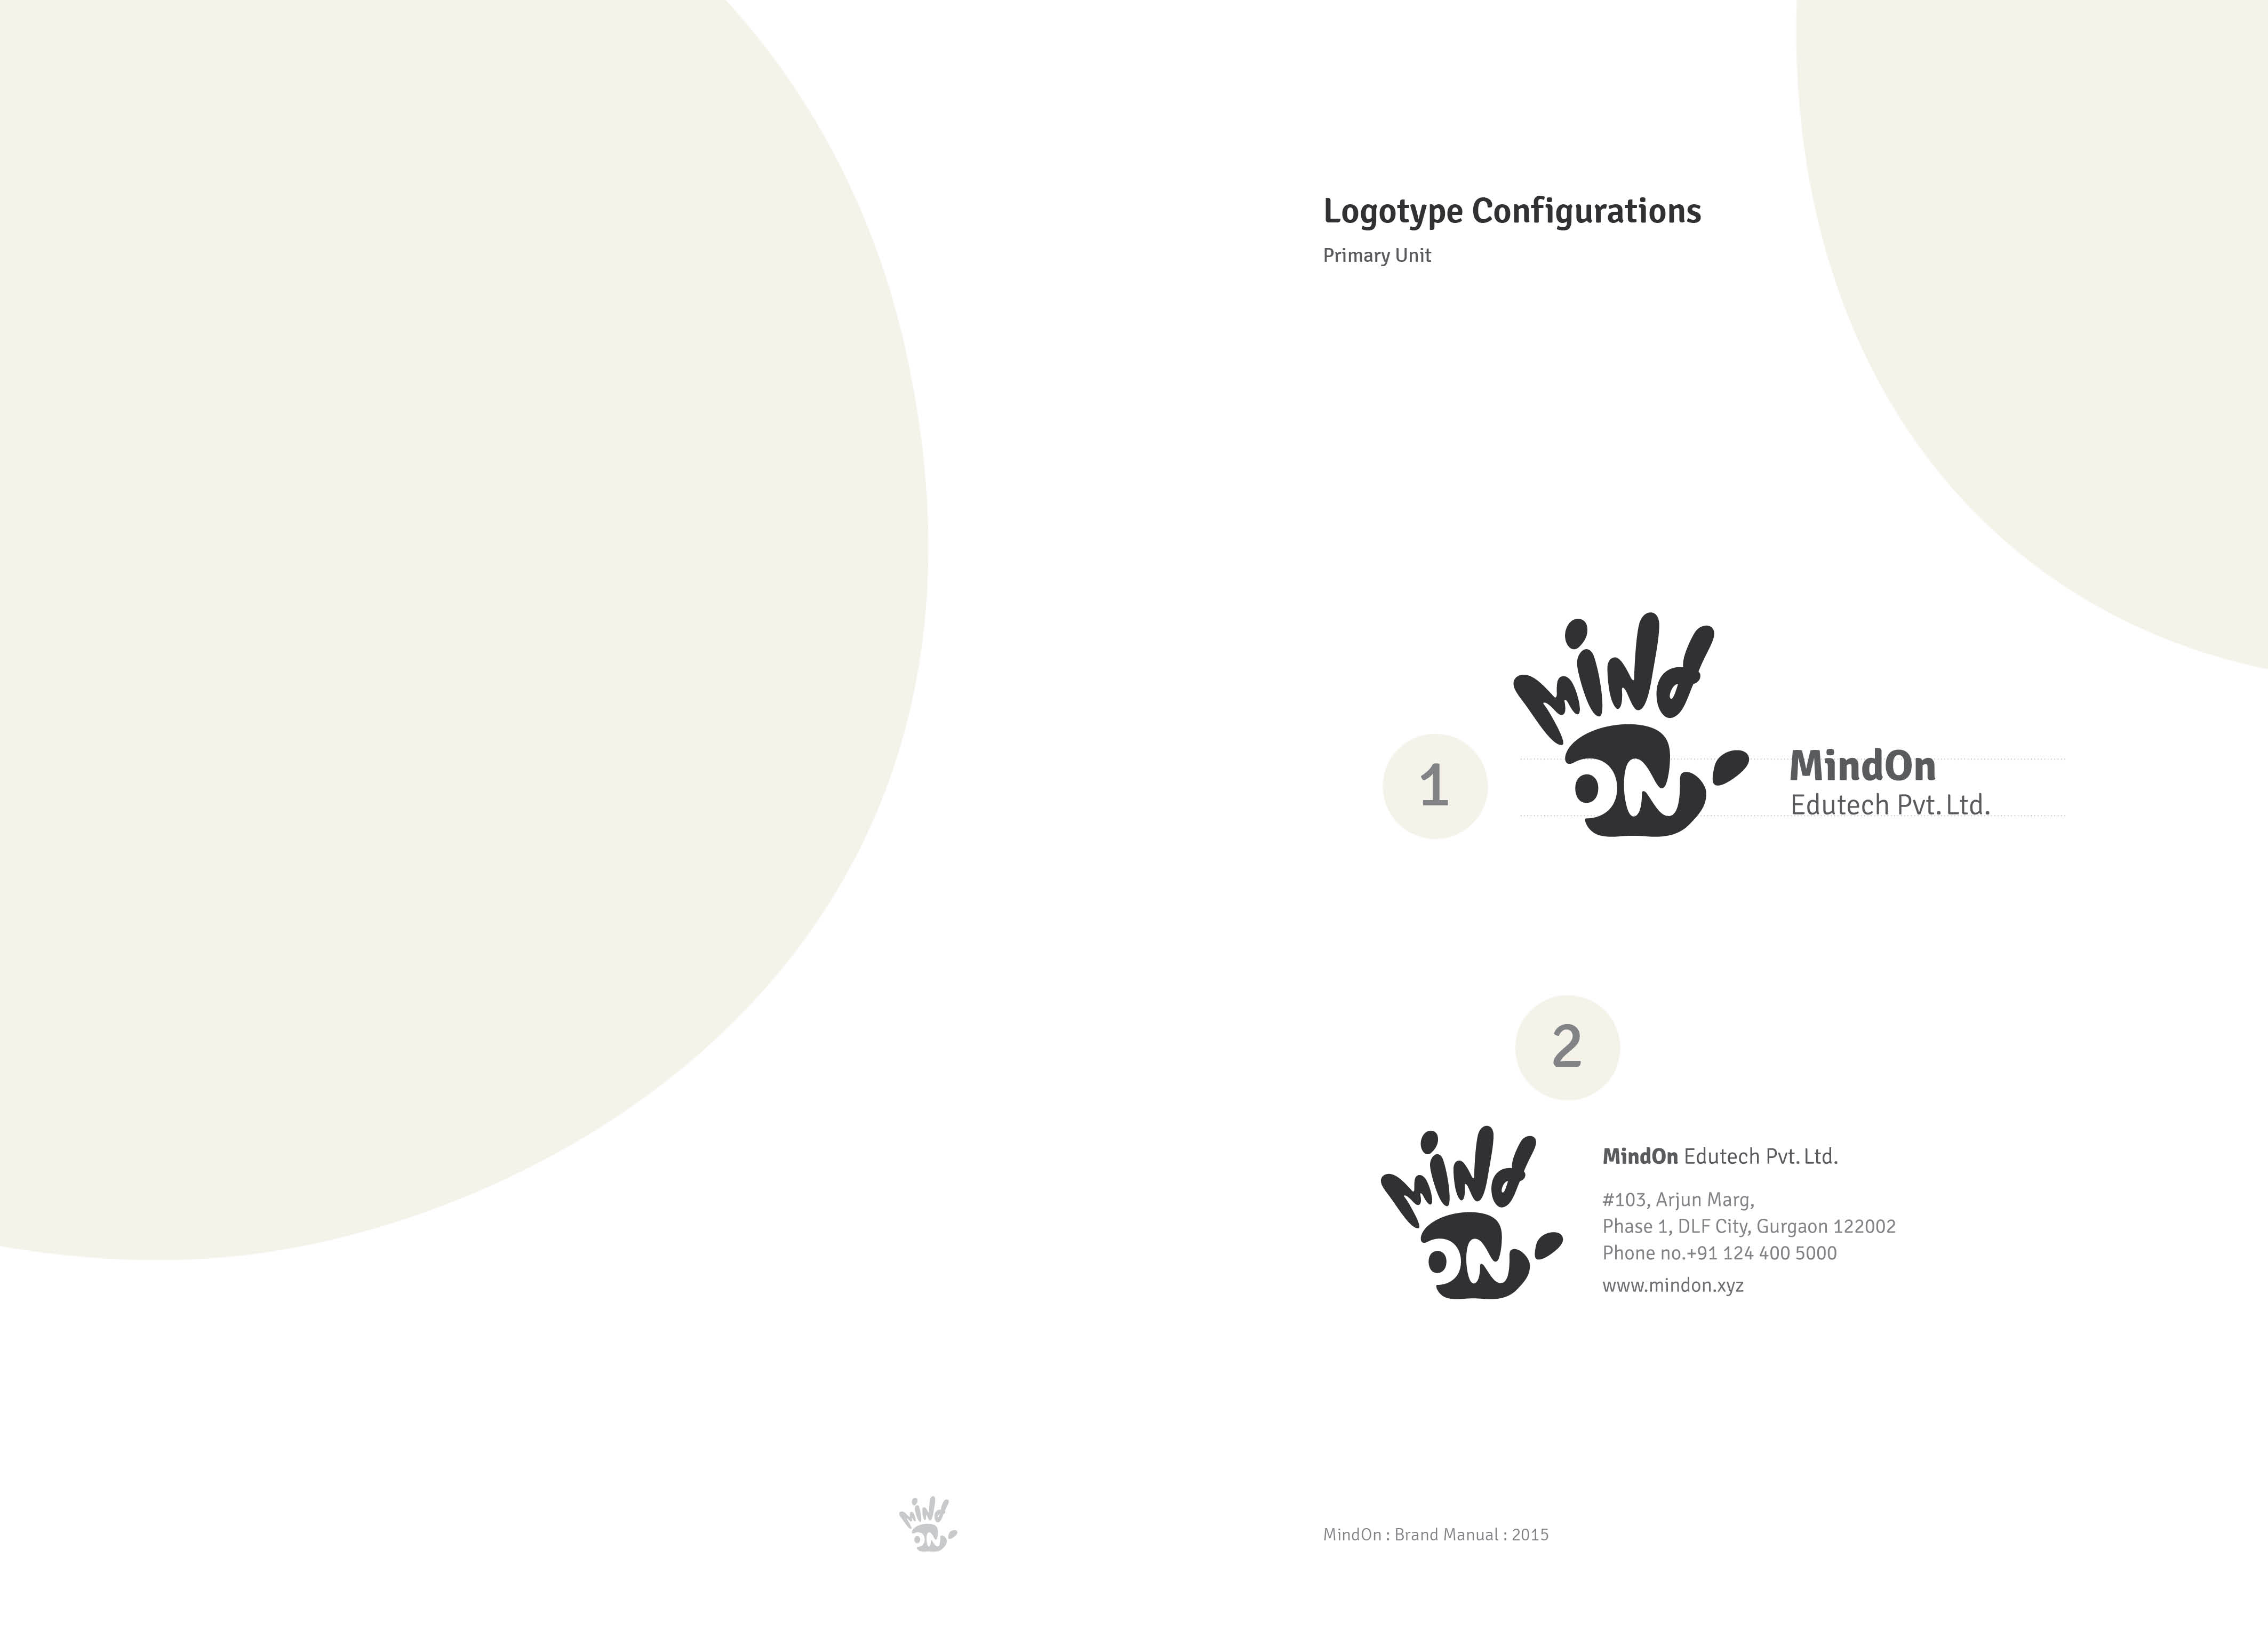 Logotype Configurations
Primary Unit
1
MiNd
ON
MindOn
Edutech Pvt. Ltd.
2
MiNd
ON
MindOn Edutech Pvt. Ltd.
#103, Arjun Marg,
Phase 1, DLF City, Gurgaon 122002
Phone no.+91 124 400 5000
www.mindon.xyz
MiNd
ON
MindOn : Brand Manual : 2015